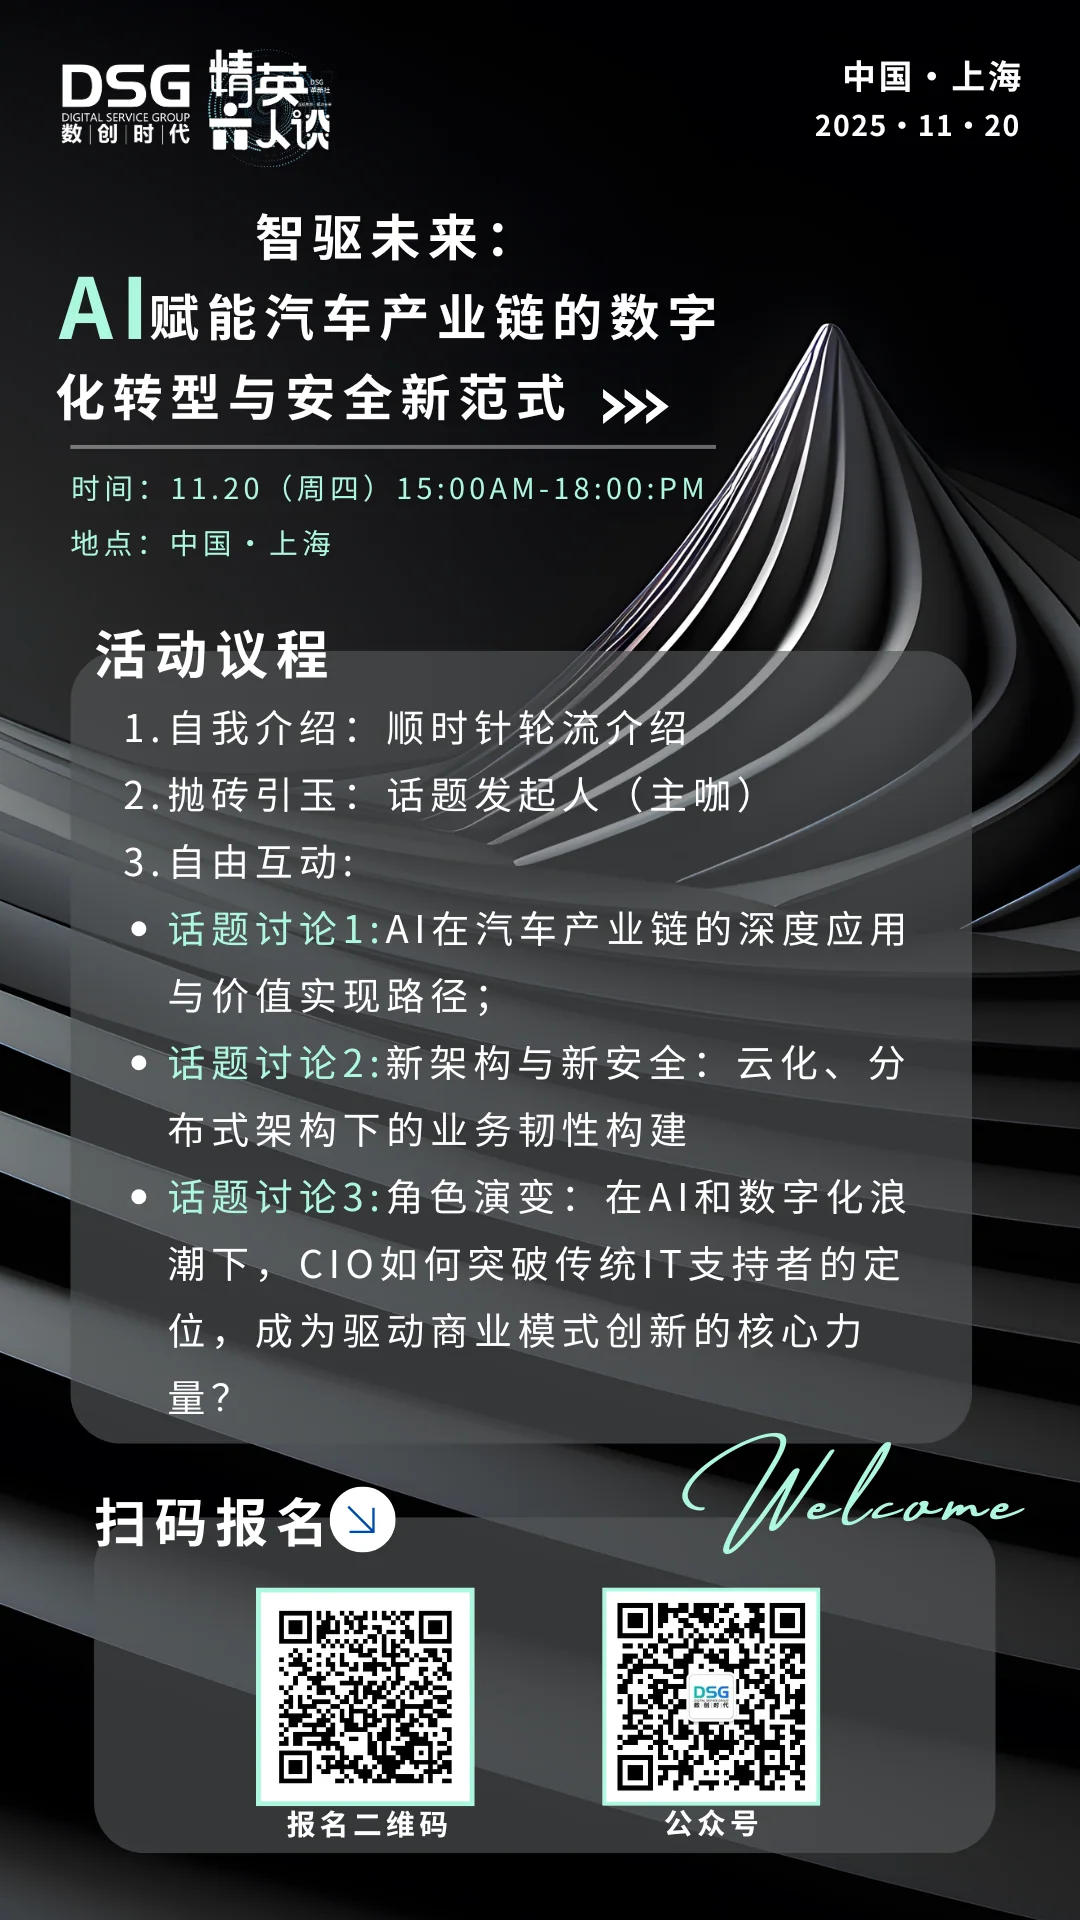 DSG
DIGITAL SERVICE GROUP
数|创|时|代
精英
六人谈
DSG
革新社
中国·上海
2025·11·20
智驱未来：
AI赋能汽车产业链的数字
化转型与安全新范式
时间：11.20（周四）15:00AM-18:00:PM
地点：中国·上海
活动议程
1.自我介绍：顺时针轮流介绍
2.抛砖引玉：话题发起人（主咖）
3.自由互动:
话题讨论1:AI在汽车产业链的深度应用
与价值实现路径；
话题讨论2:新架构与新安全：云化、分
布式架构下的业务韧性构建
话题讨论3:角色演变：在AI和数字化浪
潮下，CIO如何突破传统IT支持者的定
位，成为驱动商业模式创新的核心力
量？
Welcome
扫码报名
DSG
数|创|时|代
报名二维码
公众号